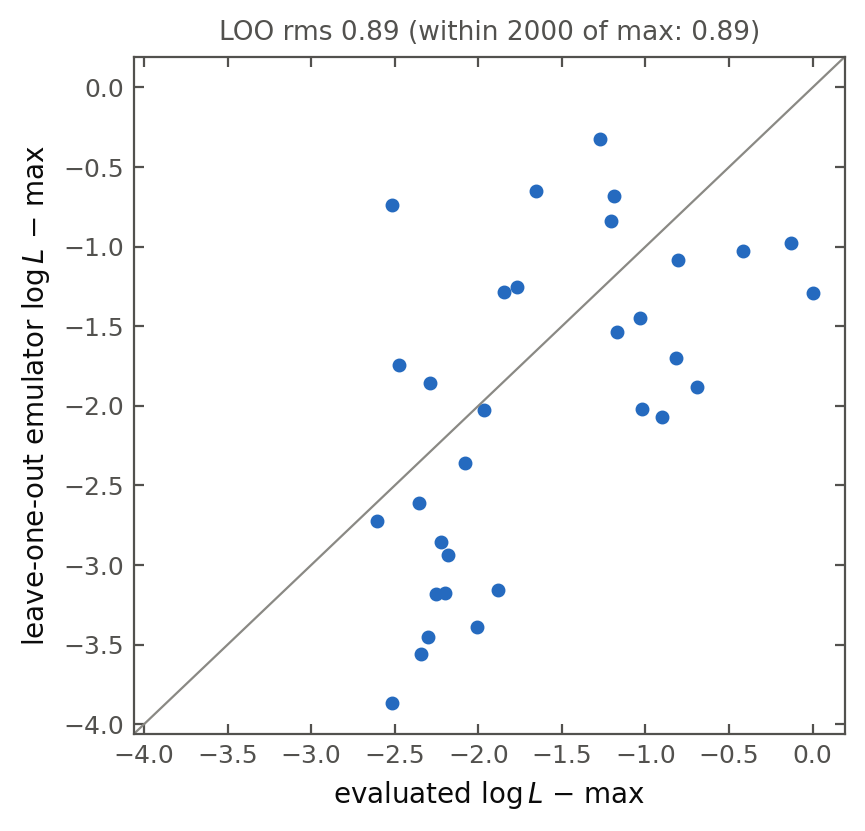 LOO rms 0.89 (within 2000 of max: 0.89)
leave-one-out emulator log L − max
0.0
−0.5
−1.0
−1.5
−2.0
−2.5
−3.0
−3.5
−4.0
−4.0 −3.5 −3.0 −2.5 −2.0 −1.5 −1.0 −0.5 0.0
evaluated log L − max